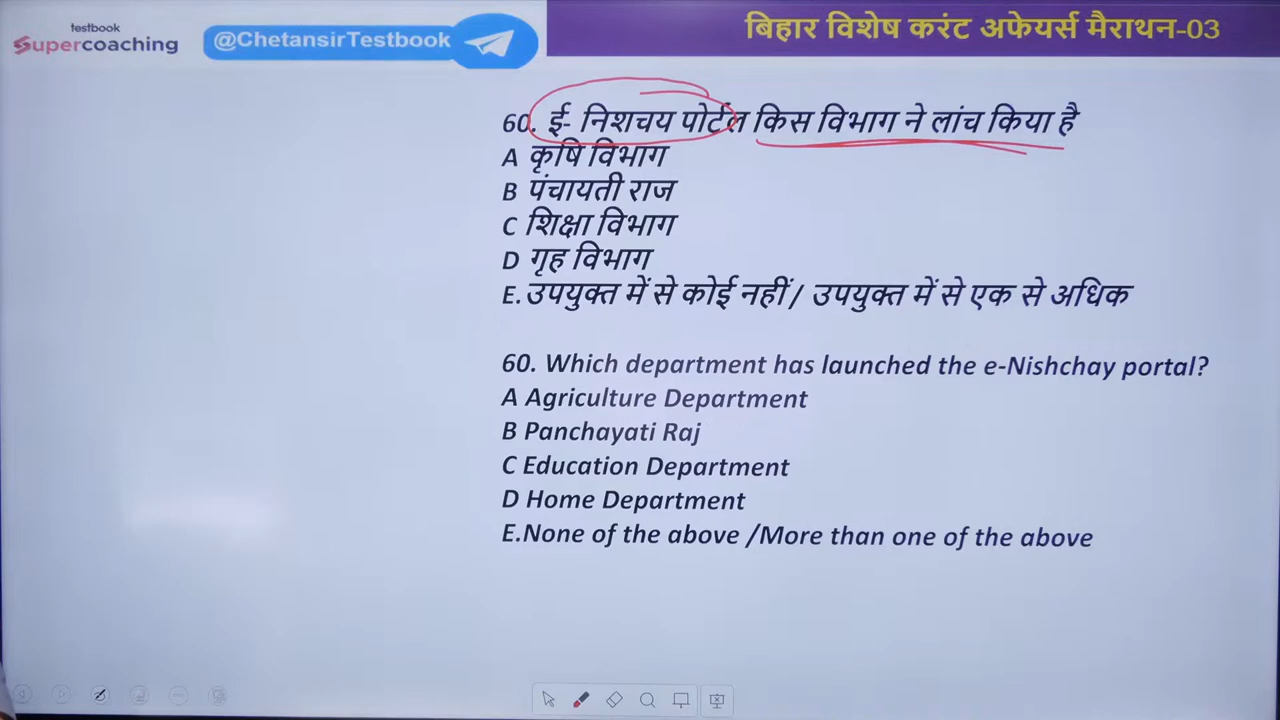 testbook
Supercoaching
@ChetansirTestbook
बिहार विशेष करंट अफेयर्स मैराथन-03
60. ई- निशचय पोर्टल किस विभाग ने लांच किया है
A कृषि विभाग
B पंचायती राज
C शिक्षा विभाग
D गृह विभाग
E. उपयुक्त में से कोई नहीं/ उपयुक्त में से एक से अधिक
60. Which department has launched the e-Nishchay portal?
A Agriculture Department
B Panchayati Raj
C Education Department
D Home Department
E.None of the above /More than one of the above